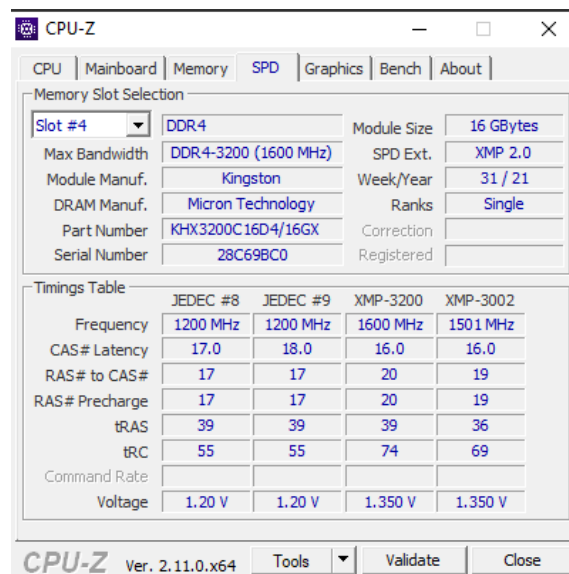 CPU-Z
CPU Mainboard Memory SPD Graphics Bench About
Memory Slot Selection
Slot #4 DDR4 Module Size 16 GBytes
Max Bandwidth DDR4-3200 (1600 MHz) SPD Ext. XMP 2.0
Module Manuf. Kingston Week/Year 31 / 21
DRAM Manuf. Micron Technology Ranks Single
Part Number KHX3200C16D4/16GX Correction
Serial Number 28C69BC0 Registered
Timings Table
JEDEC #8 JEDEC #9 XMP-3200 XMP-3002
Frequency 1200 MHz 1200 MHz 1600 MHz 1501 MHz
CAS# Latency 17.0 18.0 16.0 16.0
RAS# to CAS# 17 17 20 19
RAS# Precharge 17 17 20 19
tRAS 39 39 39 36
tRC 55 55 74 69
Command Rate
Voltage 1.20 V 1.20 V 1.350 V 1.350 V
CPU-Z Ver. 2.11.0.x64 Tools Validate Close